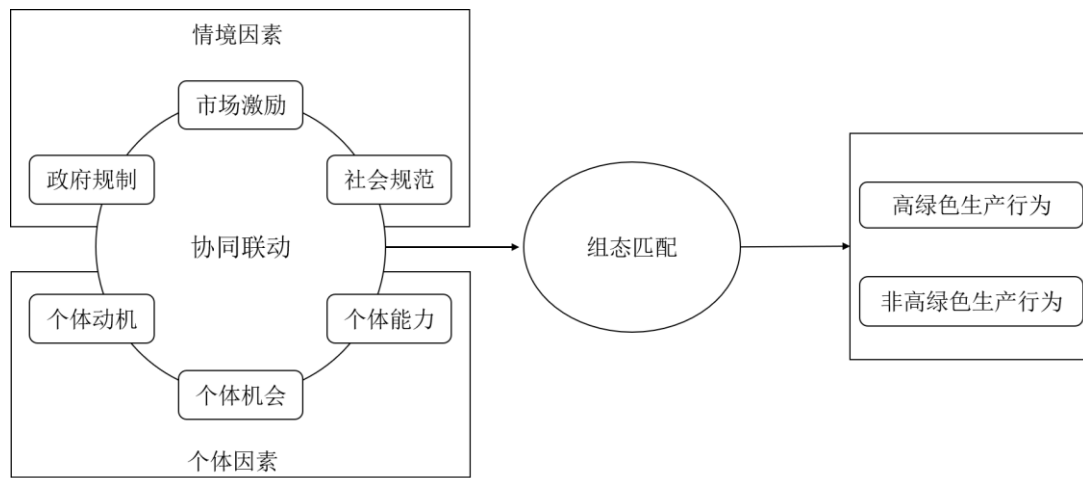 情境因素
市场激励
政府规制
社会规范
协同联动
个体动机
个体能力
个体机会
个体因素
组态匹配
高绿色生产行为
非高绿色生产行为